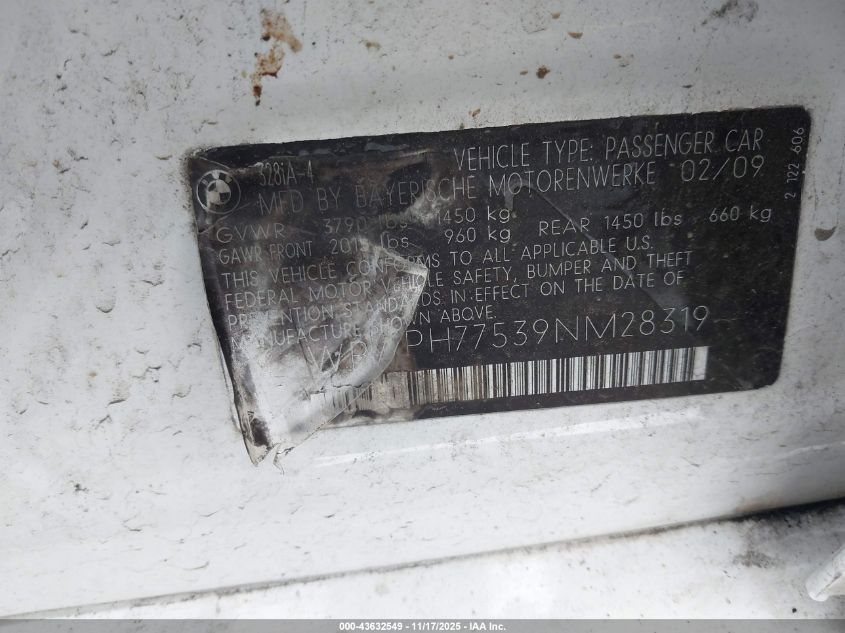 328iA-4 VEHICLE TYPE: PASSENGER CAR
MFD BY BAYERISCHE MOTORENWERKE 02/09
GVWR 3790 lbs 1450 kg
GAWR FRONT 201 lbs 960 kg REAR 1450 lbs 660 kg
THIS VEHICLE CONFORMS TO ALL APPLICABLE U.S.
FEDERAL MOTOR VEHICLE SAFETY, BUMPER AND THEFT
PREVENTION STANDARDS IN EFFECT ON THE DATE OF
MANUFACTURE SHOWN ABOVE.
PH77539NM28319
2 122 606
000-43632549 - 11/17/2025 - IAA Inc.